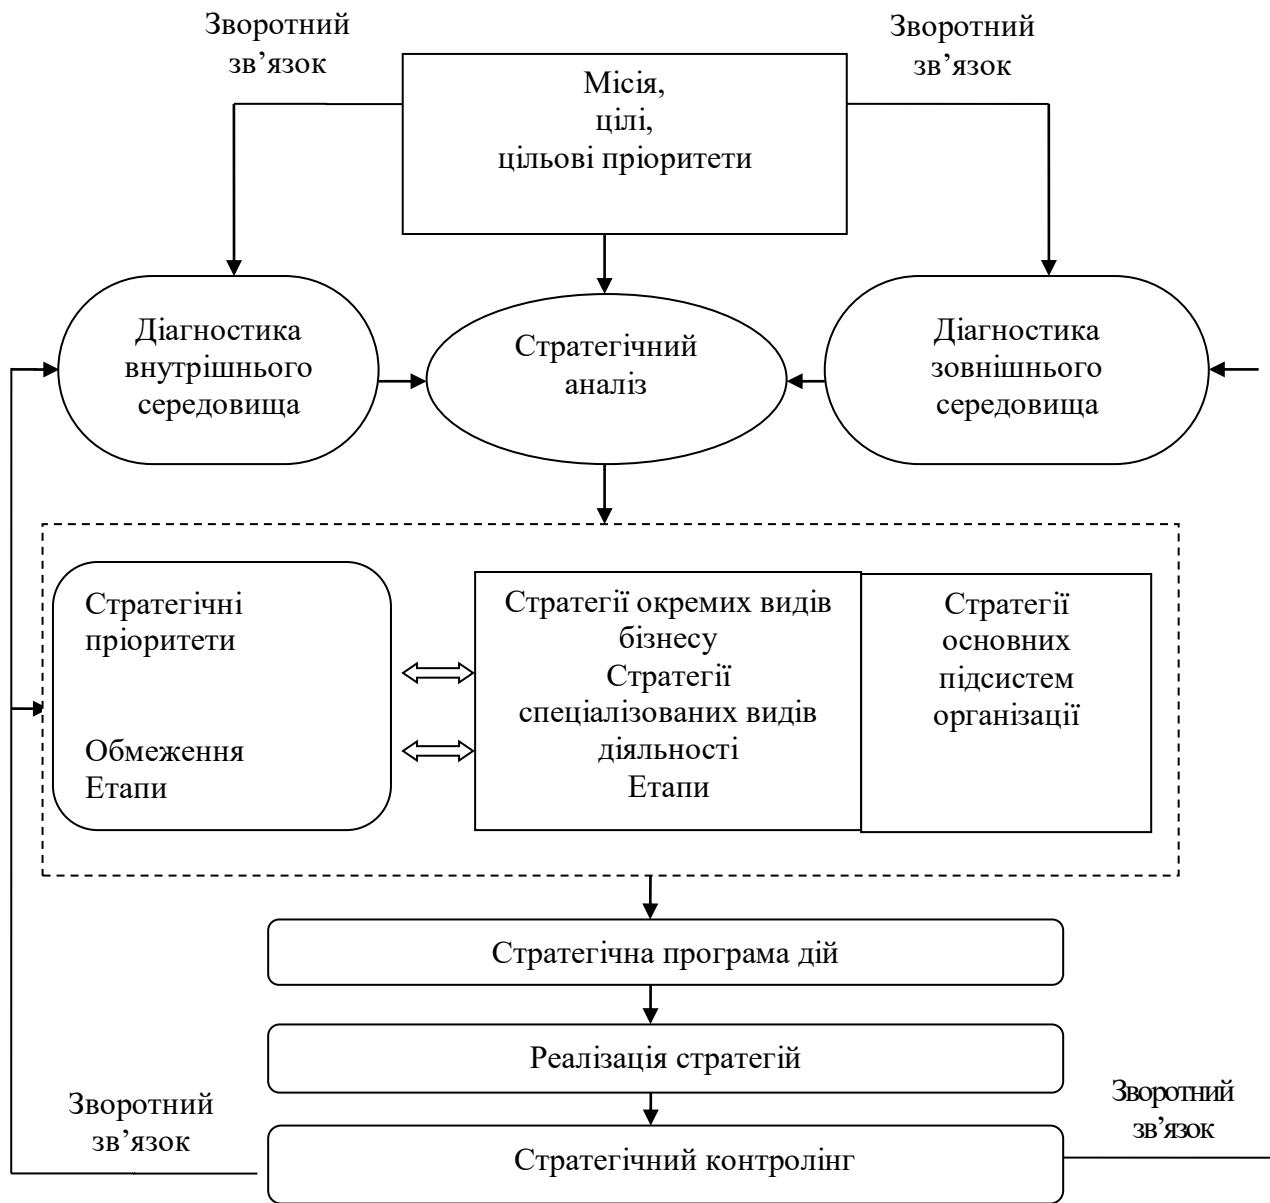 Зворотний
зв’язок
Місія,
цілі,
цільові пріоритети
Зворотний
зв’язок
Діагностика
внутрішнього
середовища
Стратегічний
аналіз
Діагностика
зовнішнього
середовища
Стратегічні
пріоритети
Обмеження
Етапи
Стратегії окремих видів
бізнесу
Стратегії
спеціалізованих видів
діяльності
Етапи
Стратегії
основних
підсистем
організації
Стратегічна програма дій
Реалізація стратегій
Зворотний
зв’язок
Стратегічний контролінг
Зворотний
зв’язок